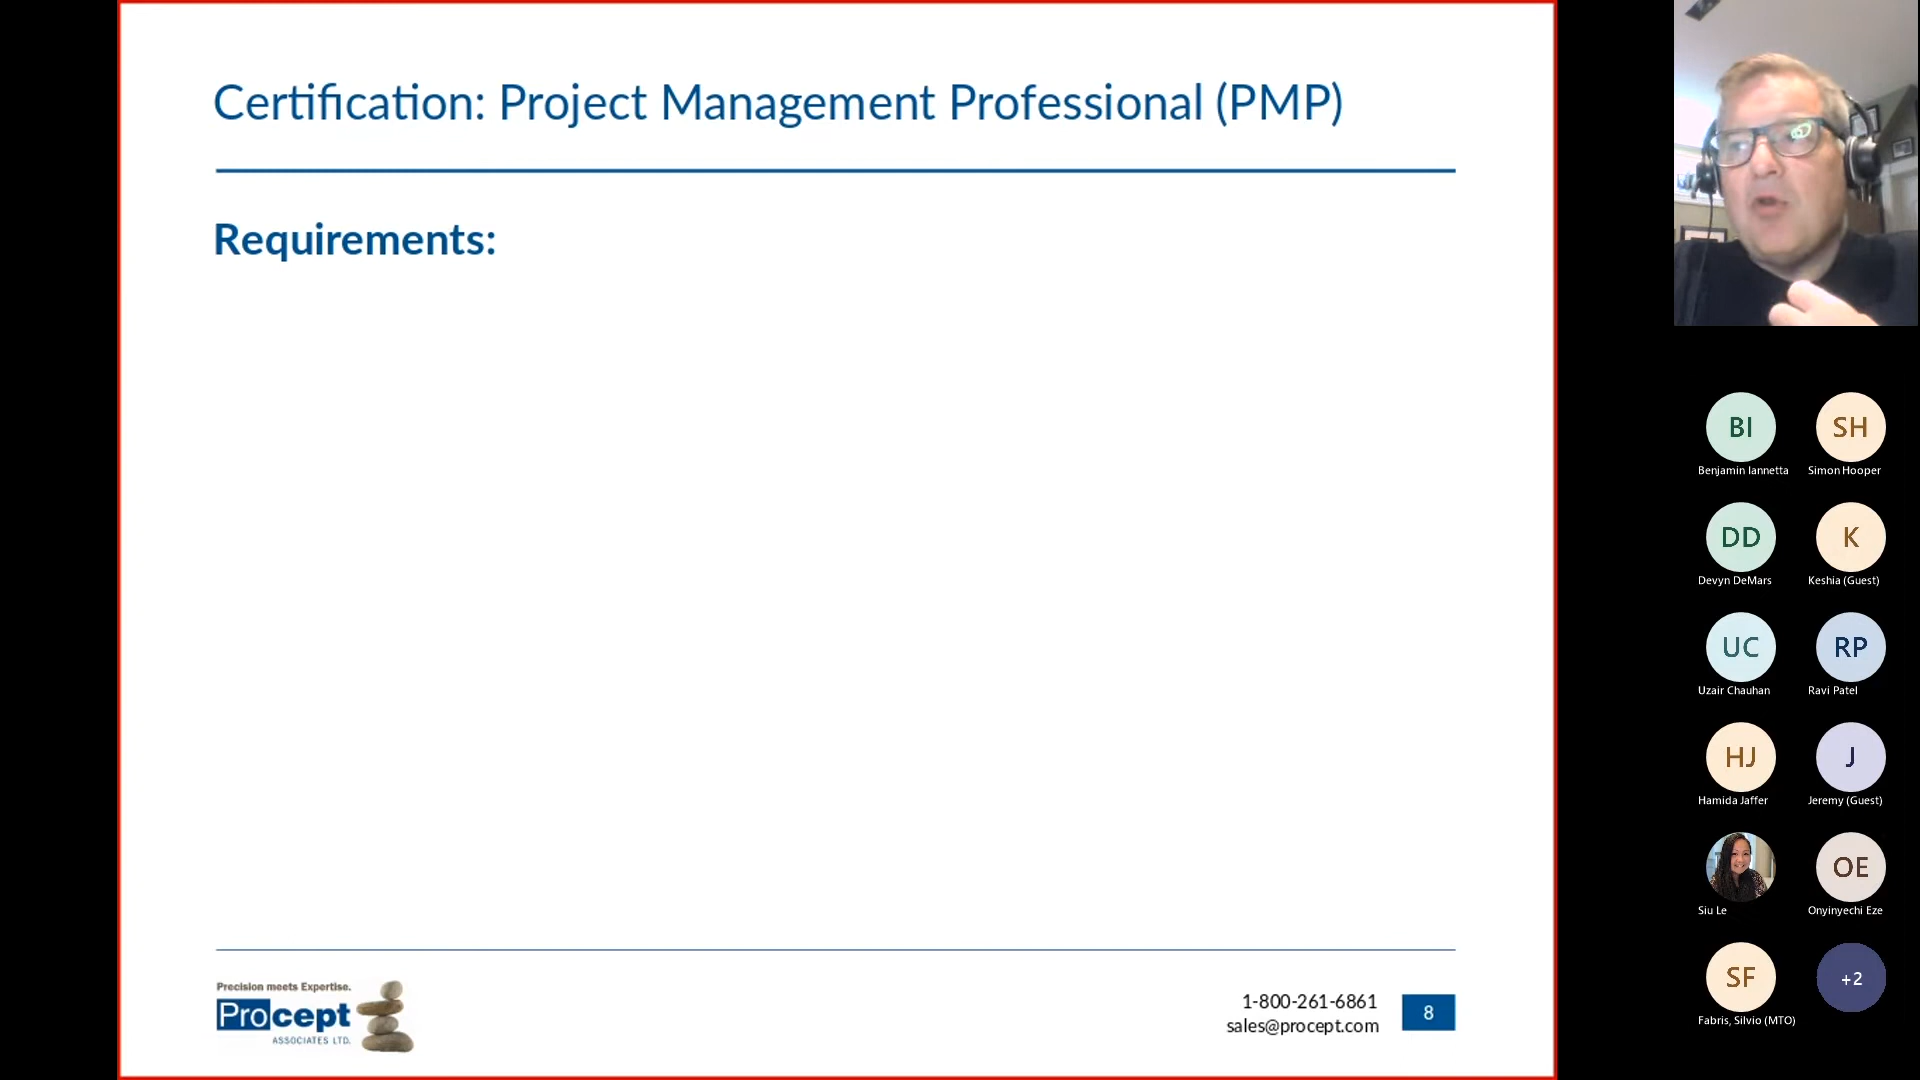 Certification: Project Management Professional (PMP)
Requirements:
Precision meets Expertise.
Procept
ASSOCIATES LTD.
1-800-261-6861
sales@procept.com
8
BI
SH
Benjamin Iannetta
Simon Hooper
DD
K
Devyn DeMars
Keshia (Guest)
UC
RP
Uzair Chauhan
Ravi Patel
HJ
J
Hamida Jaffer
Jeremy (Guest)
OE
Siu Le
Onyinyechi Eze
SF
+2
Fabris, Silvio (MTO)